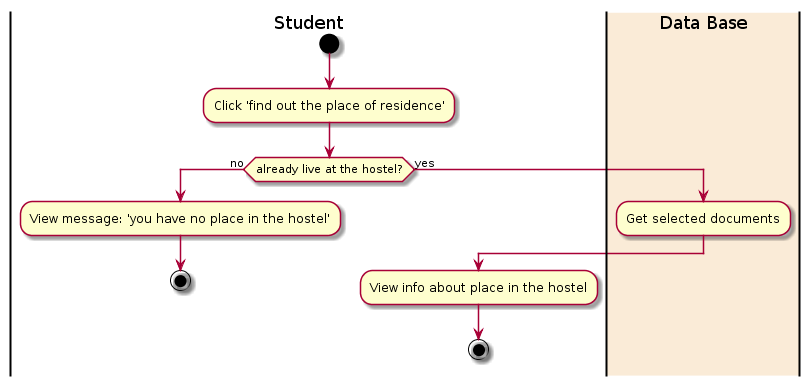 Student
Data Base
Click 'find out the place of residence'
no
already live at the hostel?
yes
View message: 'you have no place in the hostel'
Get selected documents
View info about place in the hostel